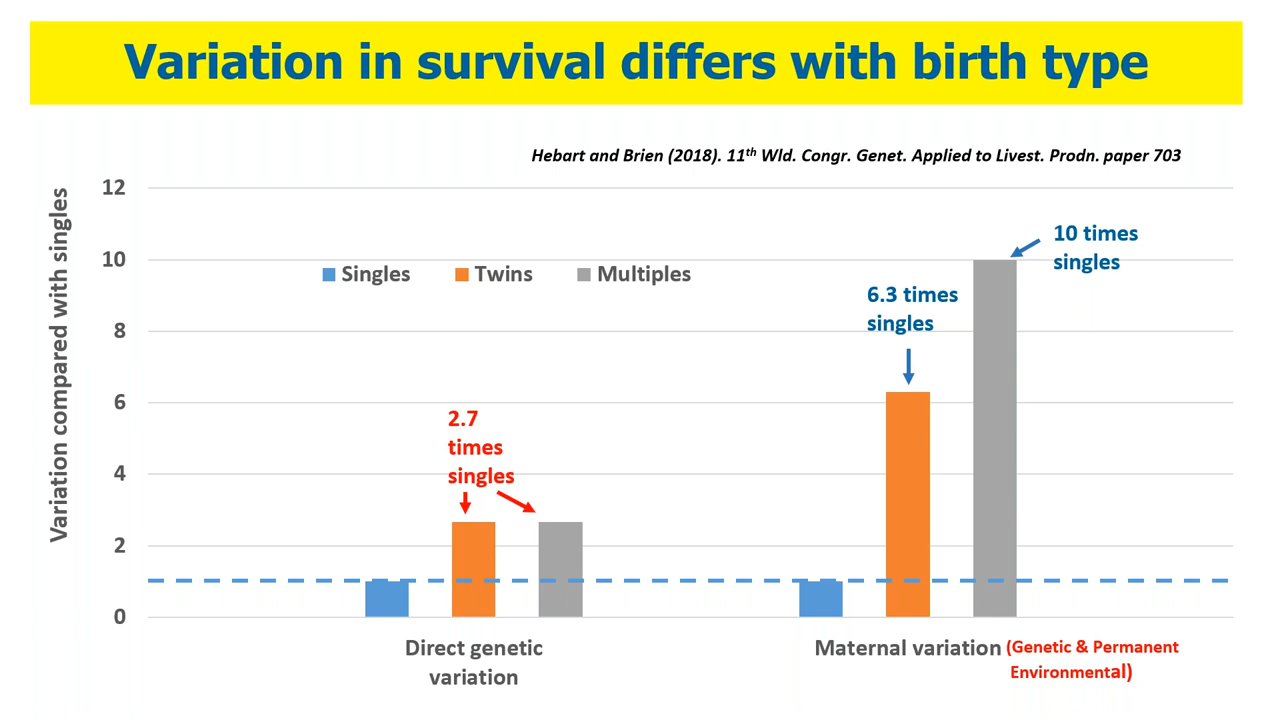 Variation in survival differs with birth type
Hebart and Brien (2018). 11th Wld. Congr. Genet. Applied to Livest. Prodn. paper 703
Variation compared with singles
12
10
8
6
4
2
0
Singles
Twins
Multiples
2.7
times
singles
6.3 times
singles
10 times
singles
Direct genetic
variation
Maternal variation (Genetic & Permanent
Environmental)